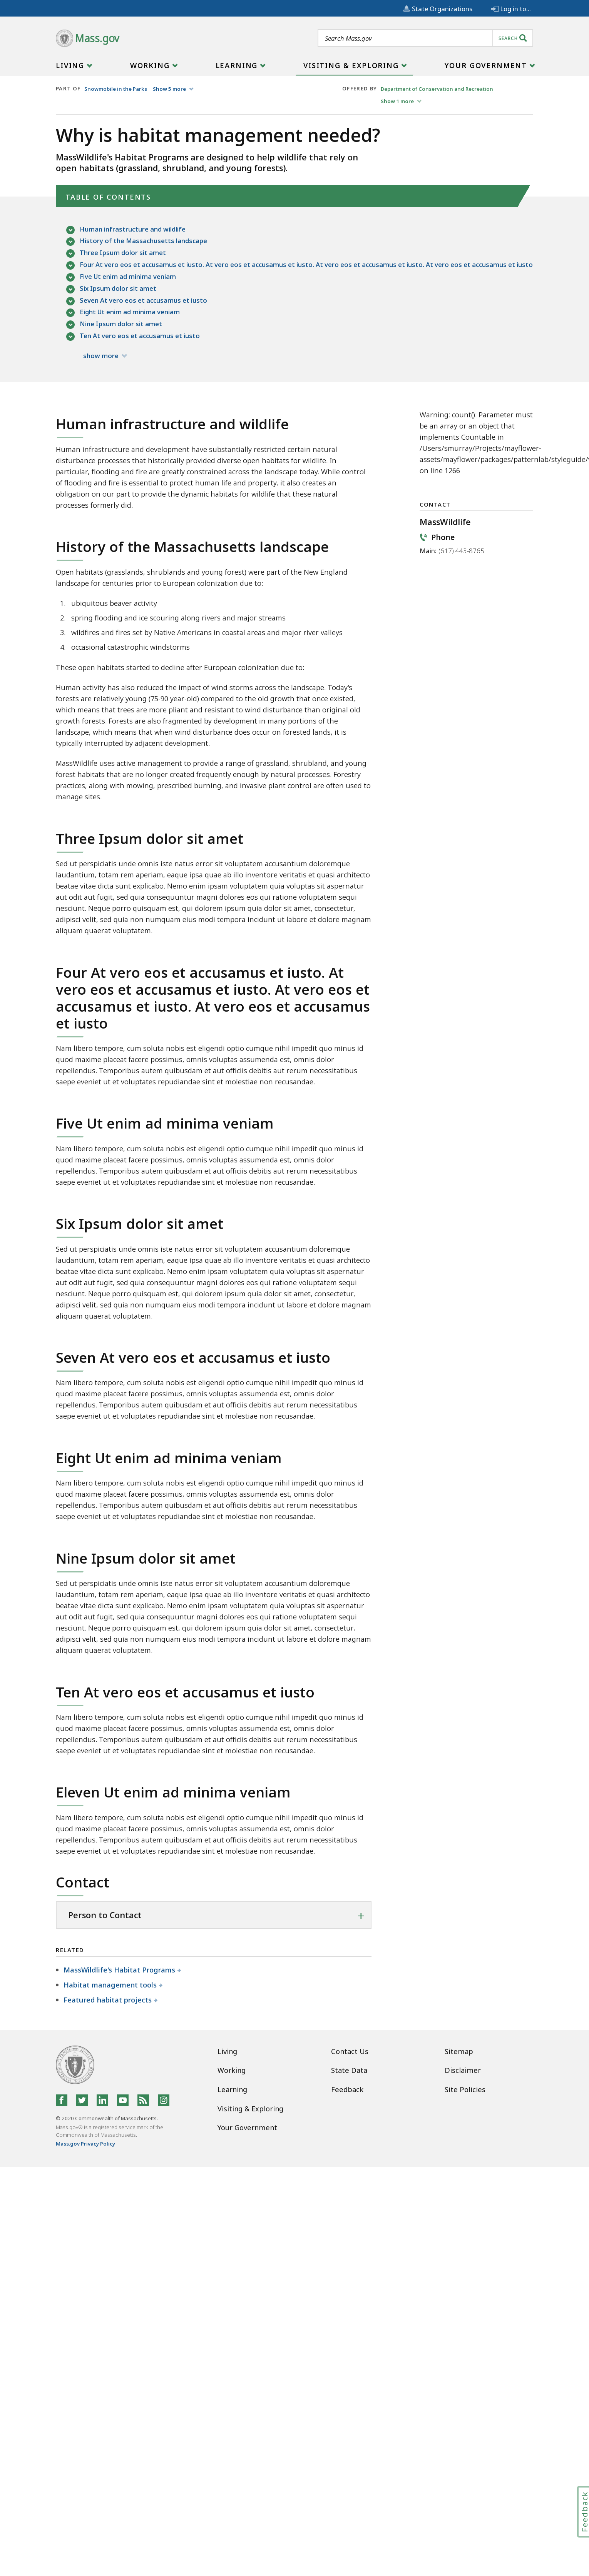 State Organizations
Log in to...
Mass.gov
Search Mass.gov
SEARCH
LIVING
WORKING
LEARNING
VISITING & EXPLORING
YOUR GOVERNMENT
PART OF Snowmobile in the Parks Show 5 more
OFFERED BY Department of Conservation and Recreation
Show 1 more
Why is habitat management needed?
MassWildlife's Habitat Programs are designed to help wildlife that rely on
open habitats (grassland, shrubland, and young forests).
TABLE OF CONTENTS
Human infrastructure and wildlife
History of the Massachusetts landscape
Three Ipsum dolor sit amet
Four At vero eos et accusamus et iusto. At vero eos et accusamus et iusto. At vero eos et accusamus et iusto. At vero eos et accusamus et iusto
Five Ut enim ad minima veniam
Six Ipsum dolor sit amet
Seven At vero eos et accusamus et iusto
Eight Ut enim ad minima veniam
Nine Ipsum dolor sit amet
Ten At vero eos et accusamus et iusto
show more
Human infrastructure and wildlife
Human infrastructure and development have substantially restricted certain natural
disturbance processes that historically provided diverse open habitats for wildlife. In
particular, flooding and fire are greatly constrained across the landscape today. While control
of flooding and fire is essential to protect human life and property, it also creates an
obligation on our part to provide the dynamic habitats for wildlife that these natural
processes formerly did.
History of the Massachusetts landscape
Open habitats (grasslands, shrublands and young forest) were part of the New England
landscape for centuries prior to European colonization due to:
1. ubiquitous beaver activity
2. spring flooding and ice scouring along rivers and major streams
3. wildfires and fires set by Native Americans in coastal areas and major river valleys
4. occasional catastrophic windstorms
These open habitats started to decline after European colonization due to:
Human activity has also reduced the impact of wind storms across the landscape. Today's
forests are relatively young (75-90 year-old) compared to the old growth that once existed,
which means that trees are more pliant and resistant to wind disturbance than original old
growth forests. Forests are also fragmented by development in many portions of the
landscape, which means that when wind disturbance does occur on forested lands, it is
typically interrupted by adjacent development.
MassWildlife uses active management to provide a range of grassland, shrubland, and young
forest habitats that are no longer created frequently enough by natural processes. Forestry
practices, along with mowing, prescribed burning, and invasive plant control are often used to
manage sites.
Three Ipsum dolor sit amet
Sed ut perspiciatis unde omnis iste natus error sit voluptatem accusantium doloremque
laudantium, totam rem aperiam, eaque ipsa quae ab illo inventore veritatis et quasi architecto
beatae vitae dicta sunt explicabo. Nemo enim ipsam voluptatem quia voluptas sit aspernatur
aut odit aut fugit, sed quia consequuntur magni dolores eos qui ratione voluptatem sequi
nesciunt. Neque porro quisquam est, qui dolorem ipsum quia dolor sit amet, consectetur,
adipisci velit, sed quia non numquam eius modi tempora incidunt ut labore et dolore magnam
aliquam quaerat voluptatem.
Four At vero eos et accusamus et iusto. At
vero eos et accusamus et iusto. At vero eos et
accusamus et iusto. At vero eos et accusamus
et iusto
Nam libero tempore, cum soluta nobis est eligendi optio cumque nihil impedit quo minus id
quod maxime placeat facere possimus, omnis voluptas assumenda est, omnis dolor
repellendus. Temporibus autem quibusdam et aut officiis debitis aut rerum necessitatibus
saepe eveniet ut et voluptates repudiandae sint et molestiae non recusandae.
Five Ut enim ad minima veniam
Nam libero tempore, cum soluta nobis est eligendi optio cumque nihil impedit quo minus id
quod maxime placeat facere possimus, omnis voluptas assumenda est, omnis dolor
repellendus. Temporibus autem quibusdam et aut officiis debitis aut rerum necessitatibus
saepe eveniet ut et voluptates repudiandae sint et molestiae non recusandae.
Six Ipsum dolor sit amet
Sed ut perspiciatis unde omnis iste natus error sit voluptatem accusantium doloremque
laudantium, totam rem aperiam, eaque ipsa quae ab illo inventore veritatis et quasi architecto
beatae vitae dicta sunt explicabo. Nemo enim ipsam voluptatem quia voluptas sit aspernatur
aut odit aut fugit, sed quia consequuntur magni dolores eos qui ratione voluptatem sequi
nesciunt. Neque porro quisquam est, qui dolorem ipsum quia dolor sit amet, consectetur,
adipisci velit, sed quia non numquam eius modi tempora incidunt ut labore et dolore magnam
aliquam quaerat voluptatem.
Seven At vero eos et accusamus et iusto
Nam libero tempore, cum soluta nobis est eligendi optio cumque nihil impedit quo minus id
quod maxime placeat facere possimus, omnis voluptas assumenda est, omnis dolor
repellendus. Temporibus autem quibusdam et aut officiis debitis aut rerum necessitatibus
saepe eveniet ut et voluptates repudiandae sint et molestiae non recusandae.
Eight Ut enim ad minima veniam
Nam libero tempore, cum soluta nobis est eligendi optio cumque nihil impedit quo minus id
quod maxime placeat facere possimus, omnis voluptas assumenda est, omnis dolor
repellendus. Temporibus autem quibusdam et aut officiis debitis aut rerum necessitatibus
saepe eveniet ut et voluptates repudiandae sint et molestiae non recusandae.
Nine Ipsum dolor sit amet
Sed ut perspiciatis unde omnis iste natus error sit voluptatem accusantium doloremque
laudantium, totam rem aperiam, eaque ipsa quae ab illo inventore veritatis et quasi architecto
beatae vitae dicta sunt explicabo. Nemo enim ipsam voluptatem quia voluptas sit aspernatur
aut odit aut fugit, sed quia consequuntur magni dolores eos qui ratione voluptatem sequi
nesciunt. Neque porro quisquam est, qui dolorem ipsum quia dolor sit amet, consectetur,
adipisci velit, sed quia non numquam eius modi tempora incidunt ut labore et dolore magnam
aliquam quaerat voluptatem.
Ten At vero eos et accusamus et iusto
Nam libero tempore, cum soluta nobis est eligendi optio cumque nihil impedit quo minus id
quod maxime placeat facere possimus, omnis voluptas assumenda est, omnis dolor
repellendus. Temporibus autem quibusdam et aut officiis debitis aut rerum necessitatibus
saepe eveniet ut et voluptates repudiandae sint et molestiae non recusandae.
Eleven Ut enim ad minima veniam
Nam libero tempore, cum soluta nobis est eligendi optio cumque nihil impedit quo minus id
quod maxime placeat facere possimus, omnis voluptas assumenda est, omnis dolor
repellendus. Temporibus autem quibusdam et aut officiis debitis aut rerum necessitatibus
saepe eveniet ut et voluptates repudiandae sint et molestiae non recusandae.
Contact
Person to Contact
RELATED
MassWildlife's Habitat Programs +
Habitat management tools +
Featured habitat projects +
Warning: count(): Parameter must
be an array or an object that
implements Countable in
/Users/smurray/Projects/mayflower-
assets/mayflower/packages/patternlab/styleguide/
on line 1266
CONTACT
MassWildlife
Phone
Main: (617) 443-8765
© 2020 Commonwealth of Massachusetts.
Mass.gov® is a registered service mark of the
Commonwealth of Massachusetts.
Mass.gov Privacy Policy
Living
Working
Learning
Visiting & Exploring
Your Government
Contact Us
State Data
Feedback
Sitemap
Disclaimer
Site Policies
Feedback